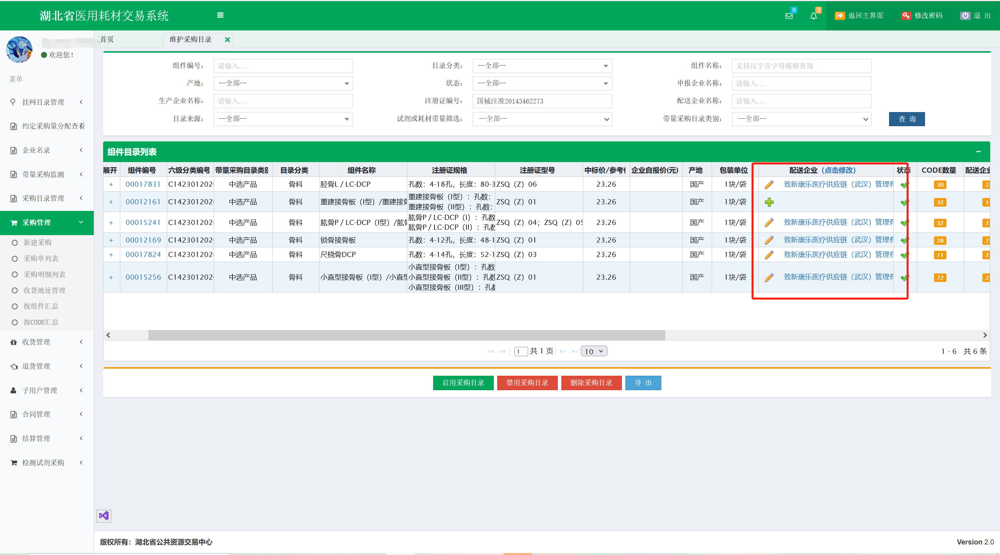 湖北省医用耗材交易系统
0
3
返回主界面
修改密码
退 出
首页
维护采购目录
欢迎您!
菜单
挂网目录管理
约定采购量分配查看
企业名录
带量采购监测
采购目录管理
采购管理
新建采购
采购单列表
采购明细列表
收货地址管理
按组件汇总
按CODE汇总
收货管理
退货管理
子用户管理
合同管理
结算管理
检测试剂采购
组件编号: 请输入... 目录分类: --全部-- 组件名称: 支持汉字首字母模糊查询
产地: --全部-- 状态: --全部-- 申报企业名称: 请输入...
生产企业名称: 请输入... 注册证编号: 国械注准20143462273 配送企业名称: 请输入...
目录来源: --全部-- 试剂或耗材带量筛选: --全部-- 带量采购目录类别: --全部-- 查 询
组件目录列表
展开 组件编号 六级分类编号 带量采购目录类 目录分类 组件名称 注册证规格 注册证型号 中标价/参考 企业自报价(元) 产地 包装单位 配送企业（点击修改） 状态 CODE数量 配送企
+ 00017831 C142301202 中选产品 骨科 胫骨L / LC-DCP 孔数：4-18孔，长度：80-3 ZSQ（Z）06 23.26 国产 1块/袋 致新康乐医疗供应链（武汉）管理有 30 2
+ 00012161 C142301202 中选产品 骨科 重建接骨板（I型）/重建接骨 重建接骨板（I型）：孔数： ZSQ（Z）01 23.26 国产 1块/袋 32 1
重建接骨板（II型）：孔数：
+ 00015241 C142301202 中选产品 骨科 肱骨P / LC-DCP（I型）/肱骨 肱骨P / LC-DCP（I）：孔数 ZSQ（Z）04；ZSQ（Z）05 23.26 国产 1块/袋 致新康乐医疗供应链（武汉）管理有 32 2
肱骨P / LC-DCP（II）：孔数
+ 00012169 C142301202 中选产品 骨科 锁骨接骨板 孔数：4-12孔，长度：48-1 ZSQ（Z）01 23.26 国产 1块/袋 致新康乐医疗供应链（武汉）管理有 28 2
+ 00017824 C142301202 中选产品 骨科 尺桡骨DCP 孔数：4-14孔，长度：52-1 ZSQ（Z）03 23.26 国产 1块/袋 致新康乐医疗供应链（武汉）管理有 11 2
+ 00015256 C142301202 中选产品 骨科 小直型接骨板（I型）/小直型 小直型接骨板（I型）：孔数 ZSQ（Z）01 23.26 国产 1块/袋 致新康乐医疗供应链（武汉）管理有 72 2
小直型接骨板（II型）：孔数
小直型接骨板（III型）：孔数
1 共 1 页 10 1 - 6 共 6 条
启用采购目录 禁用采购目录 删除采购目录 导 出
版权所有：湖北省公共资源交易中心 Version 2.0